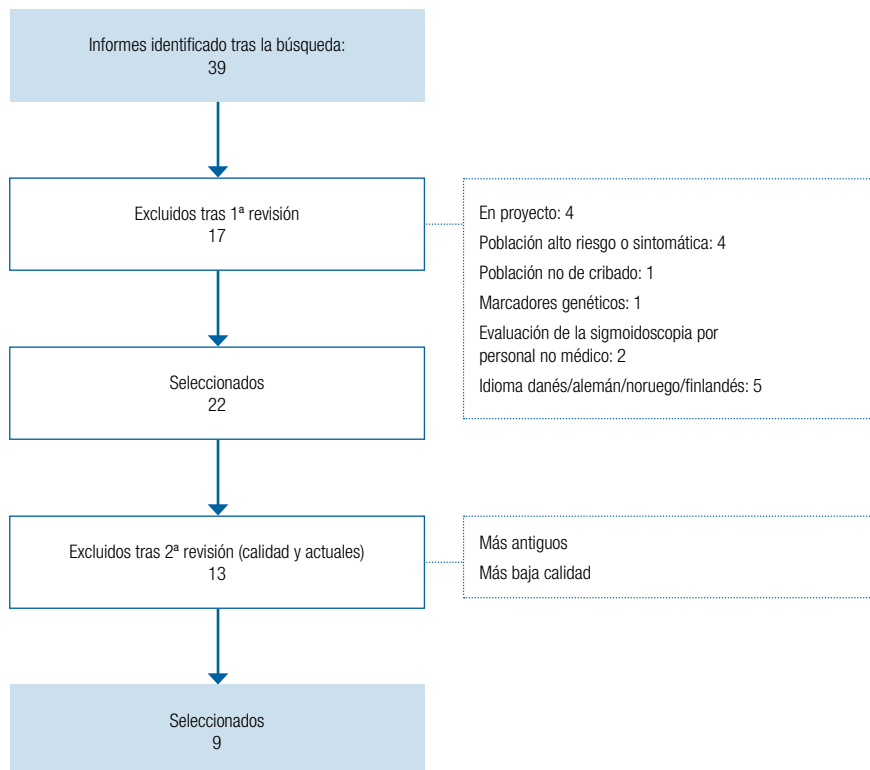 Informes identificado tras la búsqueda:
39
Excluidos tras 1ª revisión
17
En proyecto: 4
Población alto riesgo o sintomática: 4
Población no de cribado: 1
Marcadores genéticos: 1
Evaluación de la sigmoidoscopia por
personal no médico: 2
Idioma danés/alemán/noruego/finlandés: 5
Seleccionados
22
Excluidos tras 2ª revisión (calidad y actuales)
13
Más antiguos
Más baja calidad
Seleccionados
9